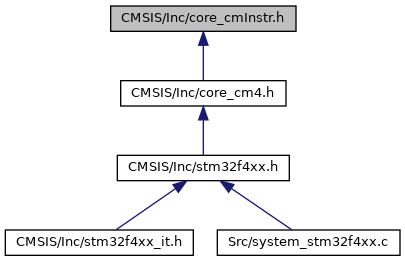 CMSIS/Inc/core_cmInstr.h
CMSIS/Inc/core_cm4.h
CMSIS/Inc/stm32f4xx.h
CMSIS/Inc/stm32f4xx_it.h
Src/system_stm32f4xx.c